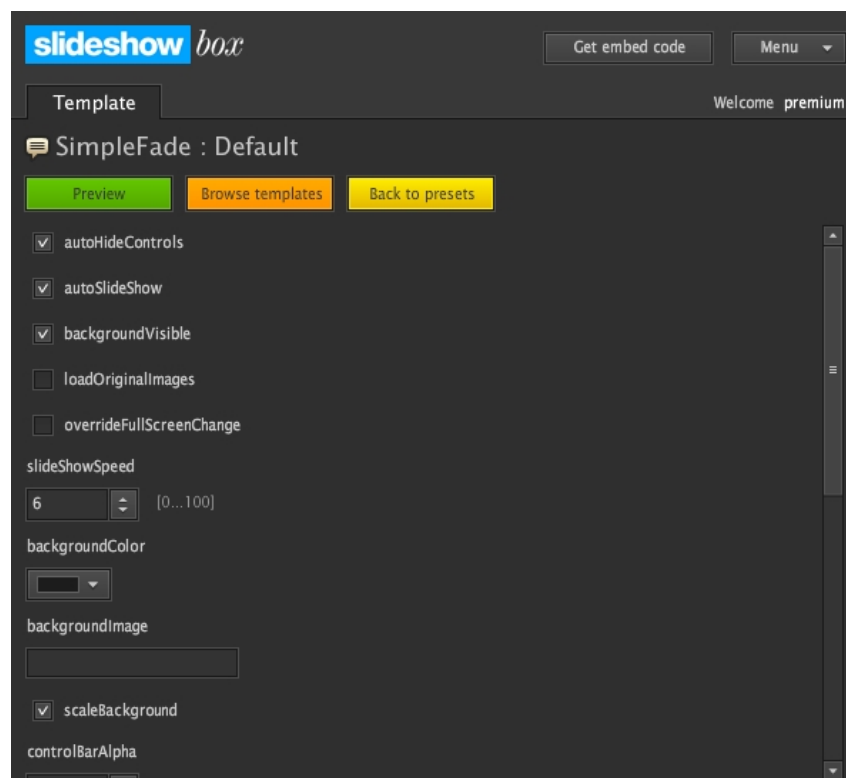 slideshow box
Get embed code
Menu
Template
Welcome premium
SimpleFade : Default
Preview
Browse templates
Back to presets
autoHideControls
autoSlideShow
backgroundVisible
loadOriginalImages
overrideFullScreenChange
slideShowSpeed
6
[0...100]
backgroundColor
backgroundImage
scaleBackground
controlBarAlpha